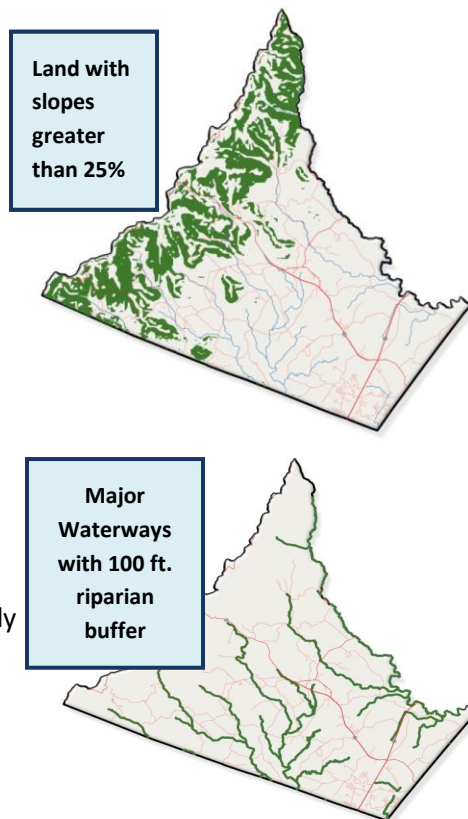 Land with
slopes
greater
than 25%
Major
Waterways
with 100 ft.
riparian
buffer